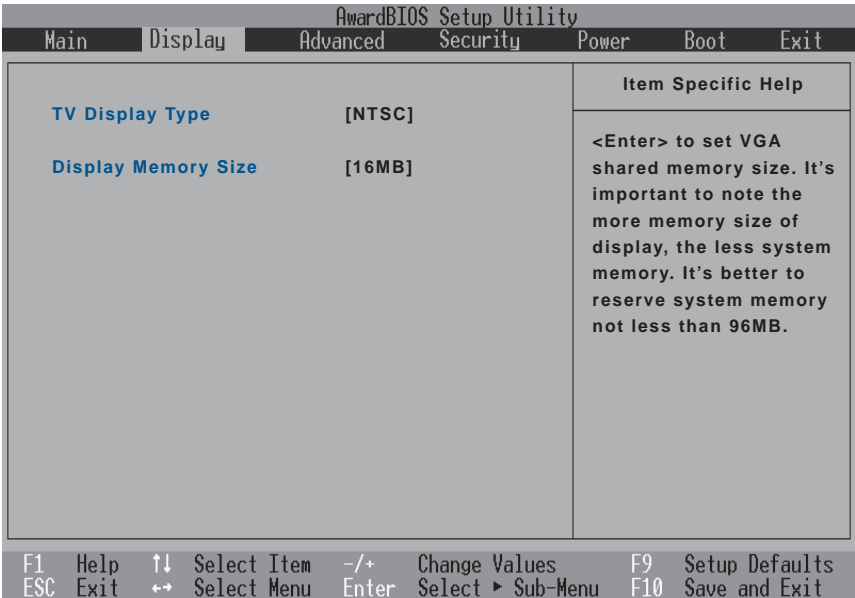 AwardBIOS Setup Utility
Main Display Advanced Security Power Boot Exit
TV Display Type [NTSC]
Display Memory Size [16MB]
Item Specific Help
<Enter> to set VGA
shared memory size. It's
important to note the
more memory size of
display, the less system
memory. It's better to
reserve system memory
not less than 96MB.
F1 Help ↑↓ Select Item -/+ Change Values F9 Setup Defaults
ESC Exit ←→ Select Menu Enter Select ▶ Sub-Menu F10 Save and Exit